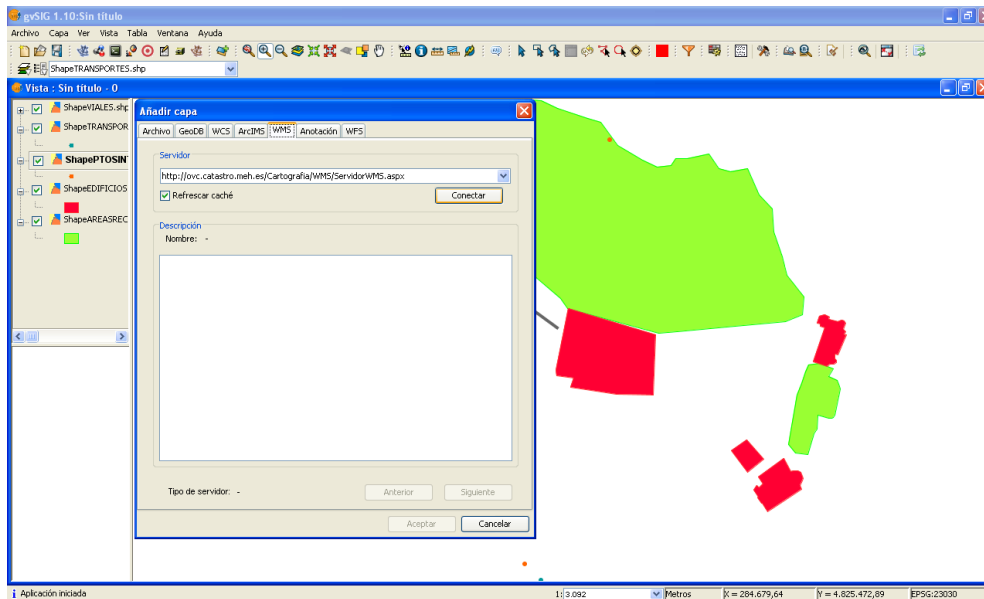 gvSIG 1.10:Sin título
Archivo Capa Ver Vista Tabla Ventana Ayuda
ShapeTRANSPORTES.shp
Vista : Sin título - 0
ShapeVIALES.shp
ShapeTRANSPOR
ShapePTOSIN
ShapeEDIFICIOS
ShapeAREASREC
Añadir capa
Archivo GeoDB WCS ArcIMS WMS Anotación WFS
Servidor
http://ovc.catastro.meh.es/Cartografia/WMS/ServidorWMS.aspx
Refrescar caché
Conectar
Descripción
Nombre: -
Tipo de servidor: -
Anterior
Siguiente
Aceptar
Cancelar
Aplicación iniciada
1: 3.092
Metros
X = 284.679,64
Y = 4.825.472,89
EPSG:23030